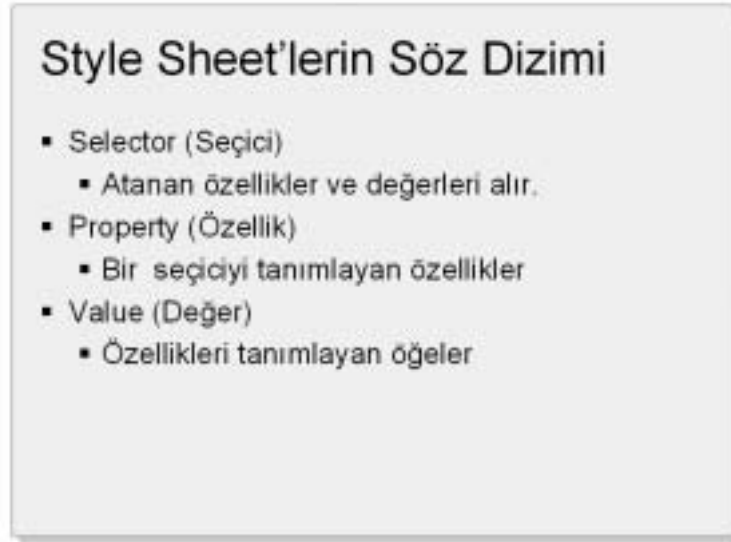 Style Sheet'lerin Söz Dizimi
▪ Selector (Seçici)
▪ Atanan özellikler ve değerleri alır.
▪ Property (Özellik)
▪ Bir seçiciyi tanımlayan özellikler
▪ Value (Değer)
▪ Özellikleri tanımlayan öğeler